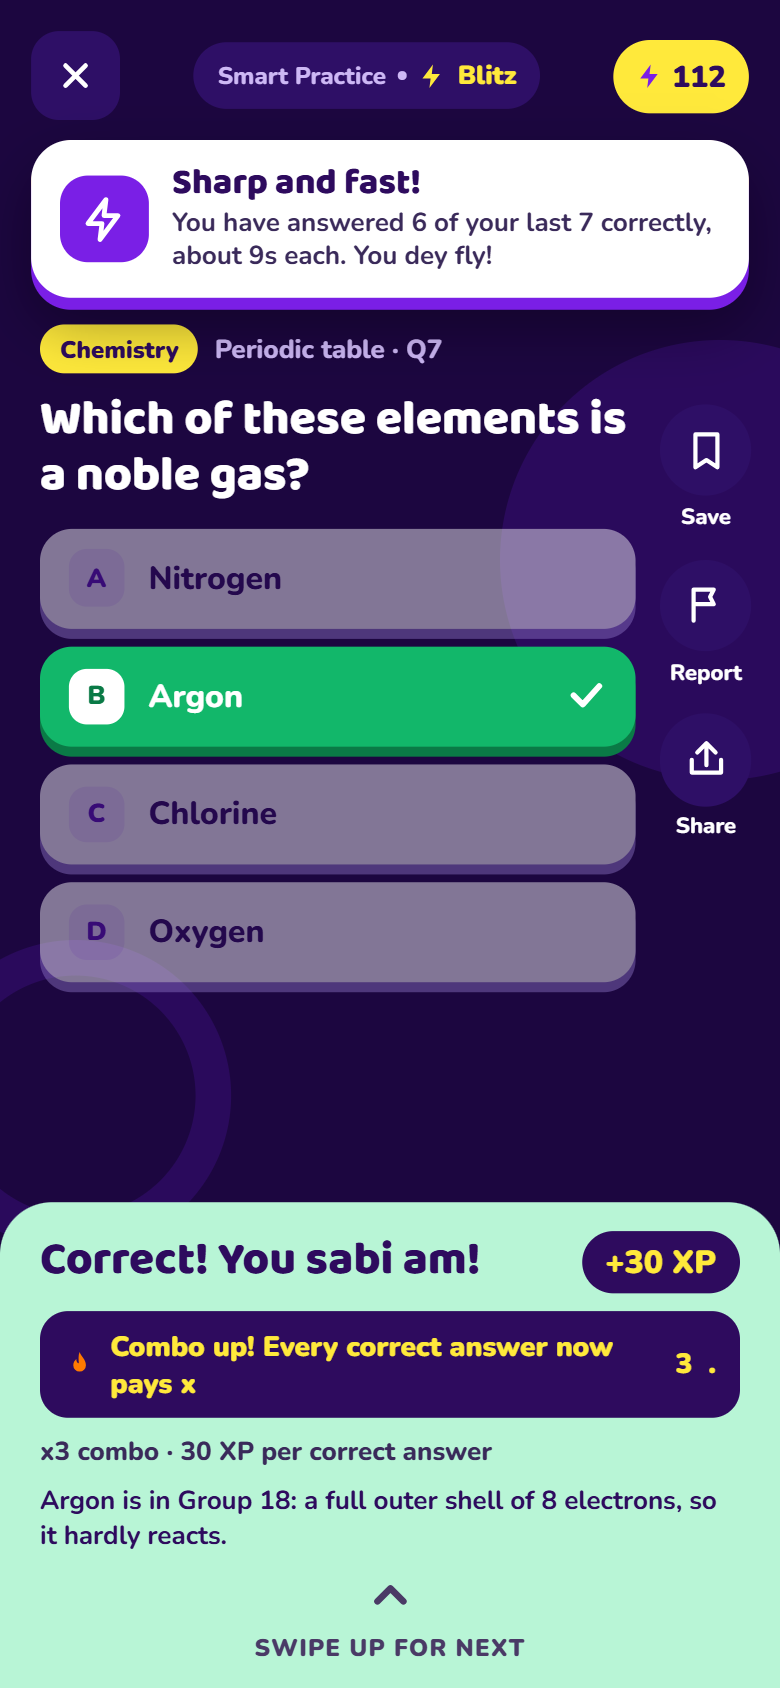 Smart Practice • Blitz
112
Sharp and fast!
You have answered 6 of your last 7 correctly,
about 9s each. You dey fly!
Chemistry
Periodic table · Q7
Which of these elements is
a noble gas?
Save
A Nitrogen
Report
B Argon
Share
C Chlorine
D Oxygen
Correct! You sabi am!
+30 XP
Combo up! Every correct answer now
pays x
3 .
x3 combo · 30 XP per correct answer
Argon is in Group 18: a full outer shell of 8 electrons, so
it hardly reacts.
SWIPE UP FOR NEXT